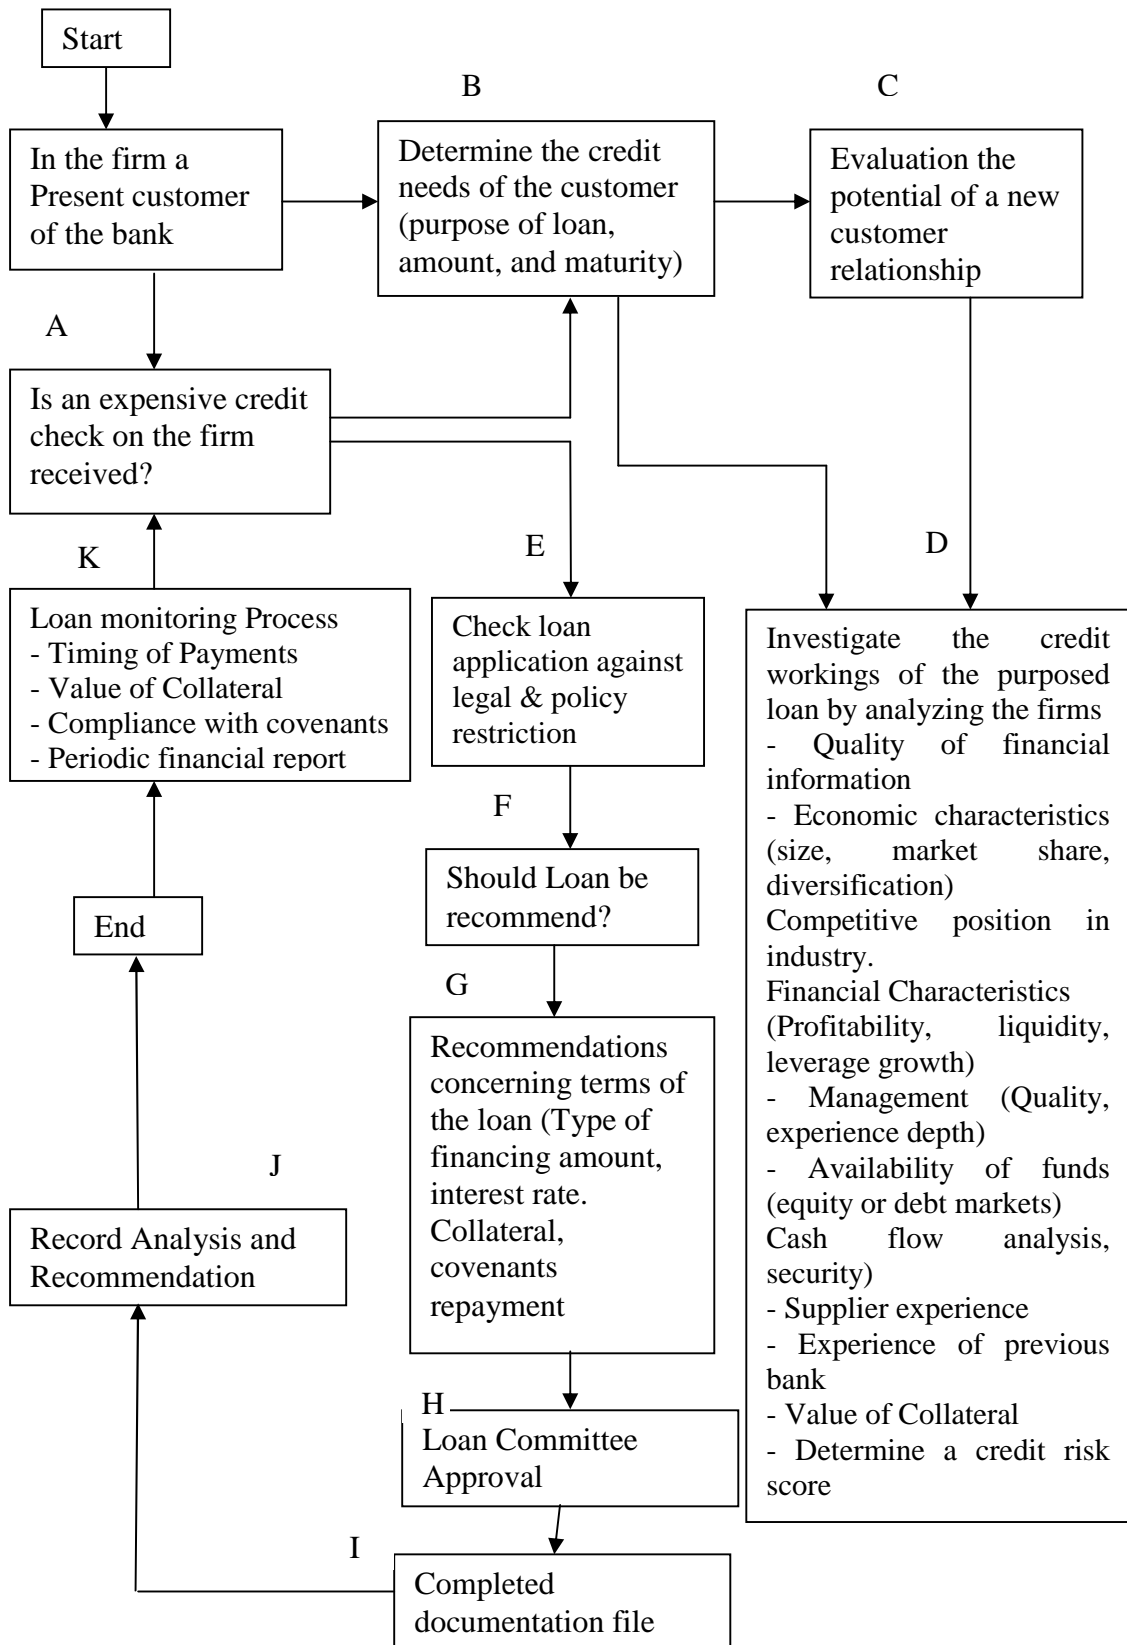 Start
B
C
In the firm a
Present customer
of the bank
Determine the credit
needs of the customer
(purpose of loan,
amount, and maturity)
Evaluation the
potential of a new
customer
relationship
A
Is an expensive credit
check on the firm
received?
K
E
D
Loan monitoring Process
- Timing of Payments
- Value of Collateral
- Compliance with covenants
- Periodic financial report
Check loan
application against
legal & policy
restriction
Investigate the credit
workings of the purposed
loan by analyzing the firms
- Quality of financial
information
- Economic characteristics
(size, market share,
diversification)
Competitive position in
industry.
Financial Characteristics
(Profitability, liquidity,
leverage growth)
- Management (Quality,
experience depth)
- Availability of funds
(equity or debt markets)
Cash flow analysis,
security)
- Supplier experience
- Experience of previous
bank
- Value of Collateral
- Determine a credit risk
score
F
Should Loan be
recommend?
End
G
Recommendations
concerning terms of
the loan (Type of
financing amount,
interest rate.
Collateral,
covenants
repayment
J
Record Analysis and
Recommendation
H
Loan Committee
Approval
I
Completed
documentation file